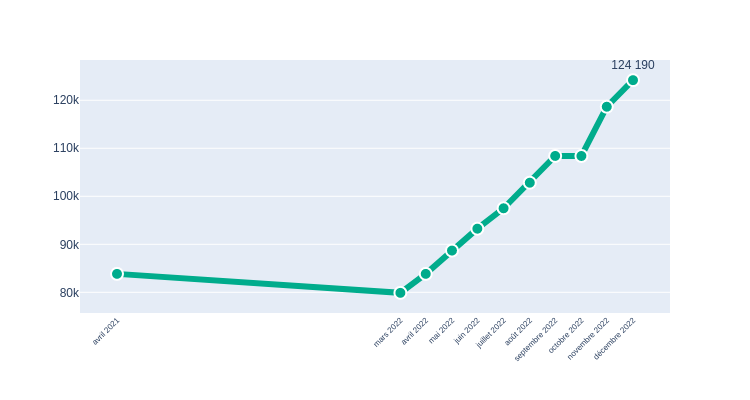 124 190
120k
110k
100k
90k
80k
avril 2021
mars 2022
avril 2022
mai 2022
juin 2022
juillet 2022
août 2022
septembre 2022
octobre 2022
novembre 2022
décembre 2022